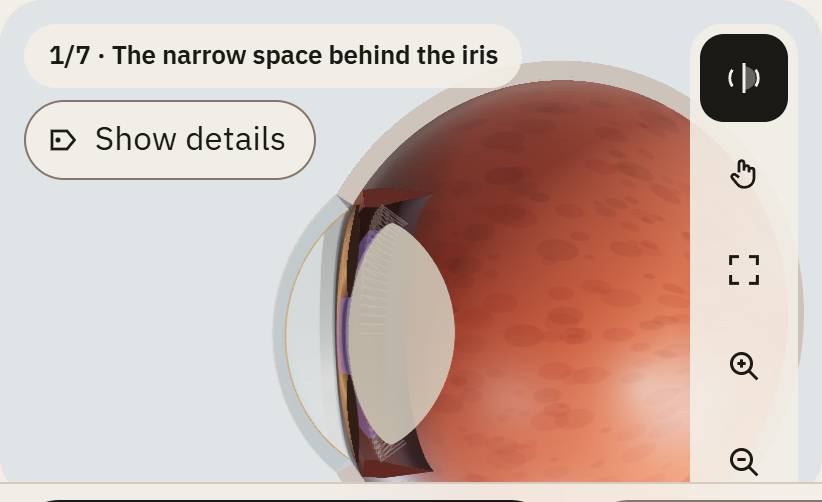 1/7 · The narrow space behind the iris
Show details